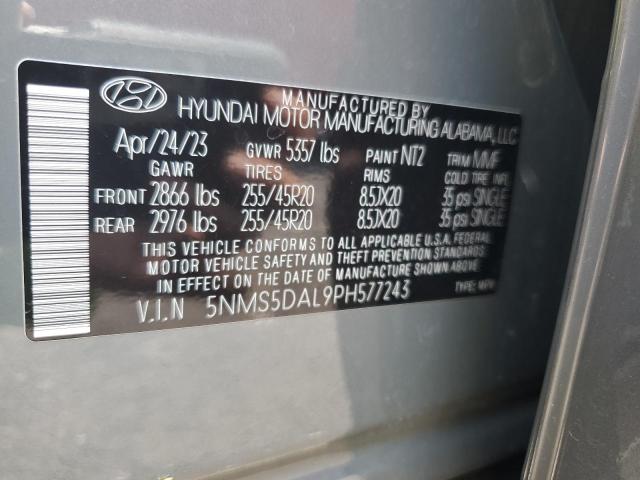 MANUFACTURED BY
HYUNDAI MOTOR MANUFACTURING ALABAMA, LLC
Apr/24/23 GVWR 5357 lbs PAINT NT2 TRIM MMF
GAWR TIRES RIMS COLD TIRE INFL
FRONT 2866 lbs 255/45R20 8.5JX20 35 psi SINGLE
REAR 2976 lbs 255/45R20 8.5JX20 35 psi SINGLE
THIS VEHICLE CONFORMS TO ALL APPLICABLE U.S.A. FEDERAL
MOTOR VEHICLE SAFETY AND THEFT PREVENTION STANDARDS
IN EFFECT ON THE DATE OF MANUFACTURE SHOWN ABOVE.
V.I.N 5NMS5DAL9PH577243 TYPE: MPV